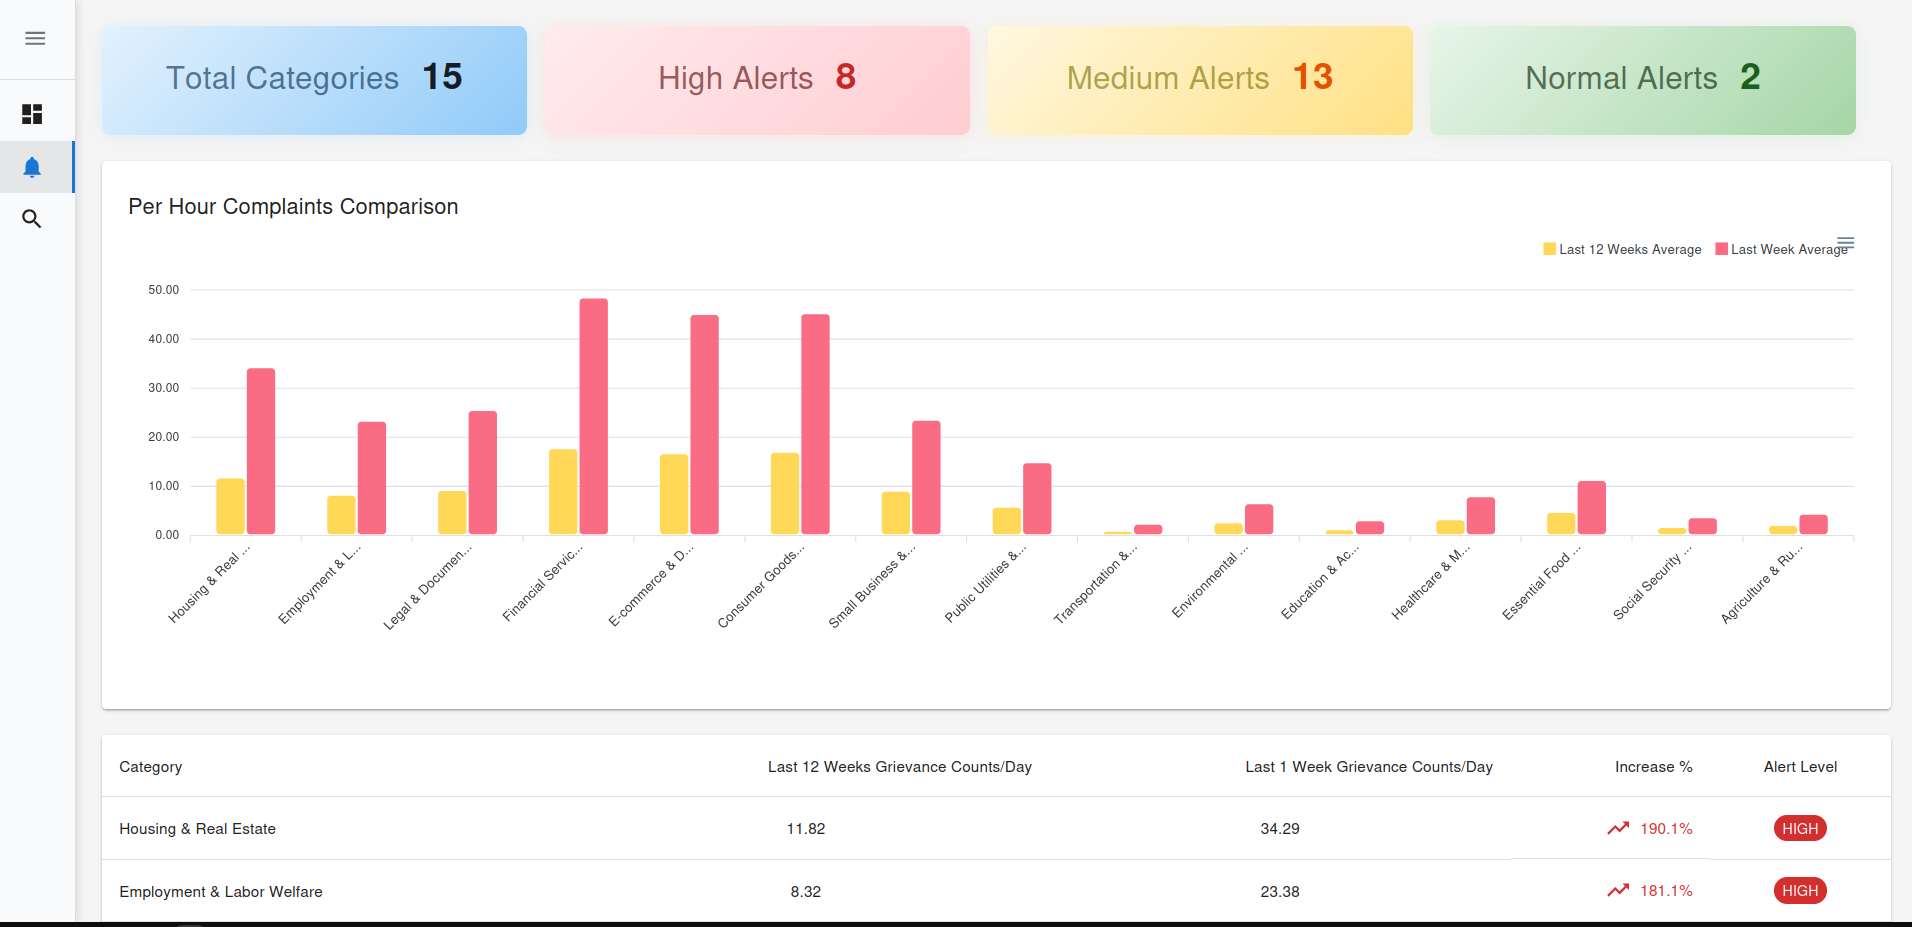 Total Categories 15
High Alerts 8
Medium Alerts 13
Normal Alerts 2
Per Hour Complaints Comparison
Last 12 Weeks Average
Last Week Average
50.00
40.00
30.00
20.00
10.00
0.00
Housing & Real ...
Employment & L...
Legal & Documen...
Financial Servic...
E-commerce & D...
Consumer Goods...
Small Business &...
Public Utilities &...
Transportation &...
Environmental ...
Education & Ac...
Healthcare & M...
Essential Food ...
Social Security ...
Agriculture & Ru...
Category Last 12 Weeks Grievance Counts/Day Last 1 Week Grievance Counts/Day Increase % Alert Level
Housing & Real Estate 11.82 34.29 190.1% HIGH
Employment & Labor Welfare 8.32 23.38 181.1% HIGH